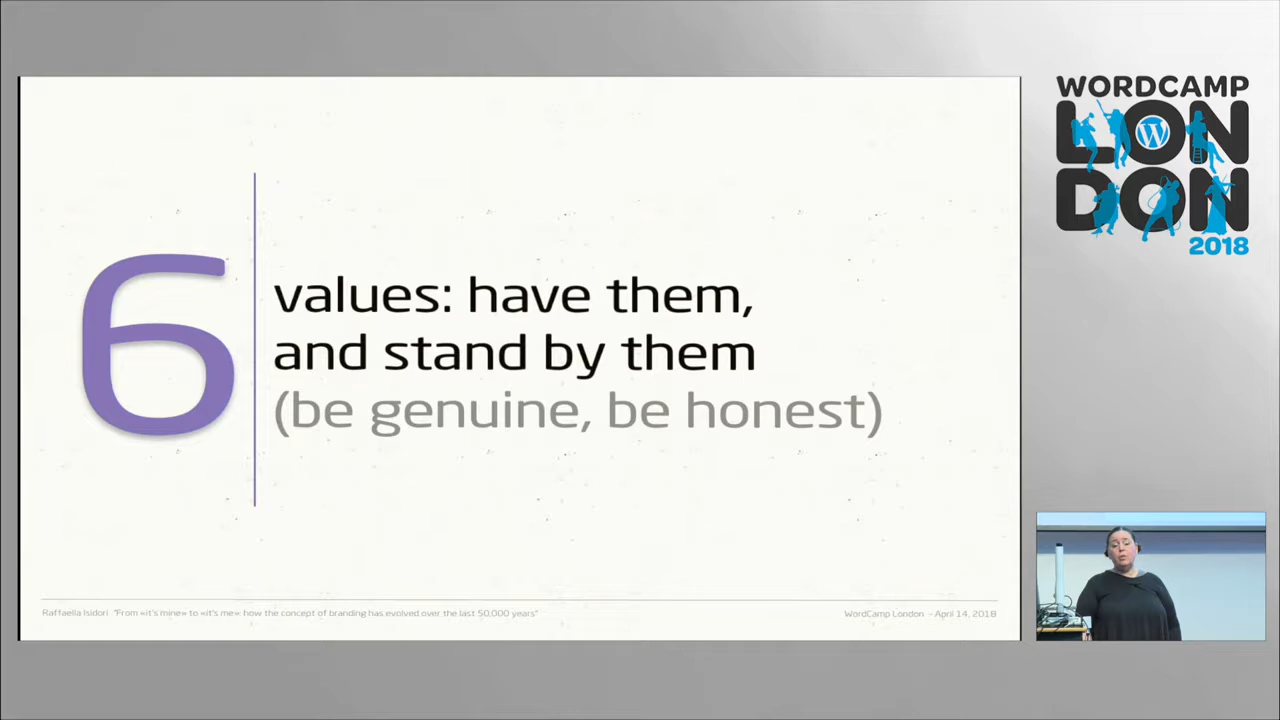 6
values: have them,
and stand by them
(be genuine, be honest)
Raffaella Isidori "From «it's mine» to «it's me»: how the concept of branding has evolved over the last 50,000 years"
WordCamp London – April 14, 2018
WORDCAMP
LON
DON
2018